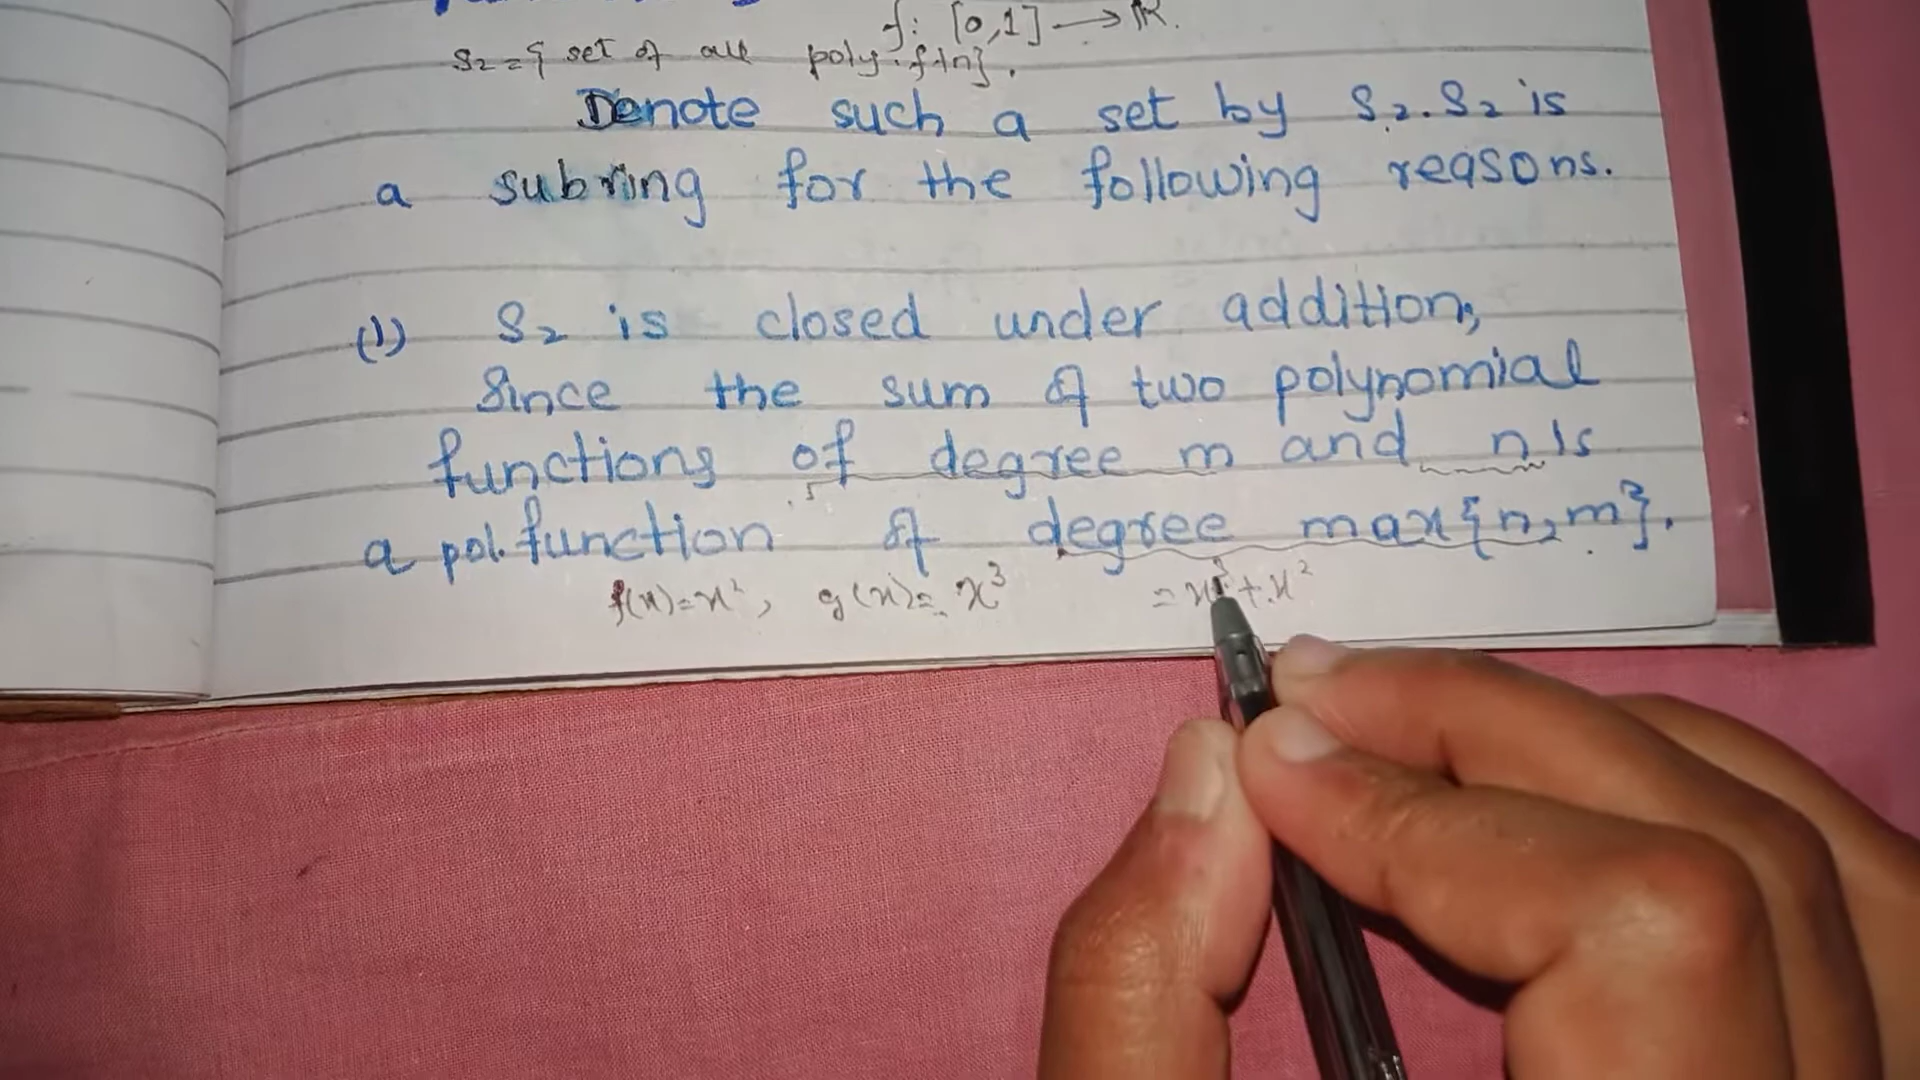 f: [0,1] → R.
S₂ = { set of all poly. f+n}.
Denote such a set by S₂. S₂ is
a subring for the following reasons.
(1) S₂ is closed under addition,
Since the sum of two polynomial
functions of degree m and n is
a pol. function of degree max{n,m}.
f(x)=x², g(x)= x³ = x³+x²